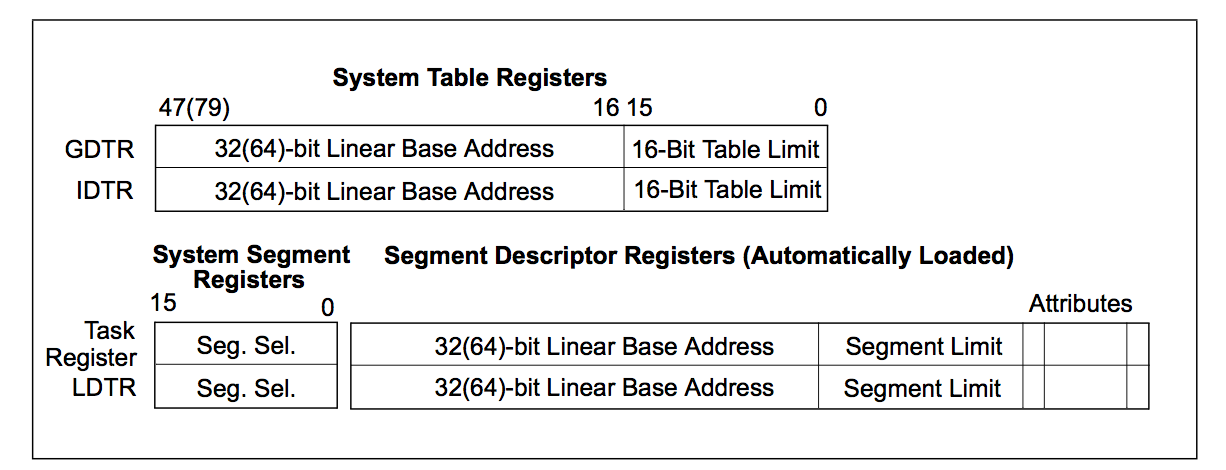 System Table Registers
47(79) 16 15 0
GDTR 32(64)-bit Linear Base Address 16-Bit Table Limit
IDTR 32(64)-bit Linear Base Address 16-Bit Table Limit
System Segment
Registers
Segment Descriptor Registers (Automatically Loaded)
15 0
Attributes
Task
Register
Seg. Sel. 32(64)-bit Linear Base Address Segment Limit
LDTR Seg. Sel. 32(64)-bit Linear Base Address Segment Limit